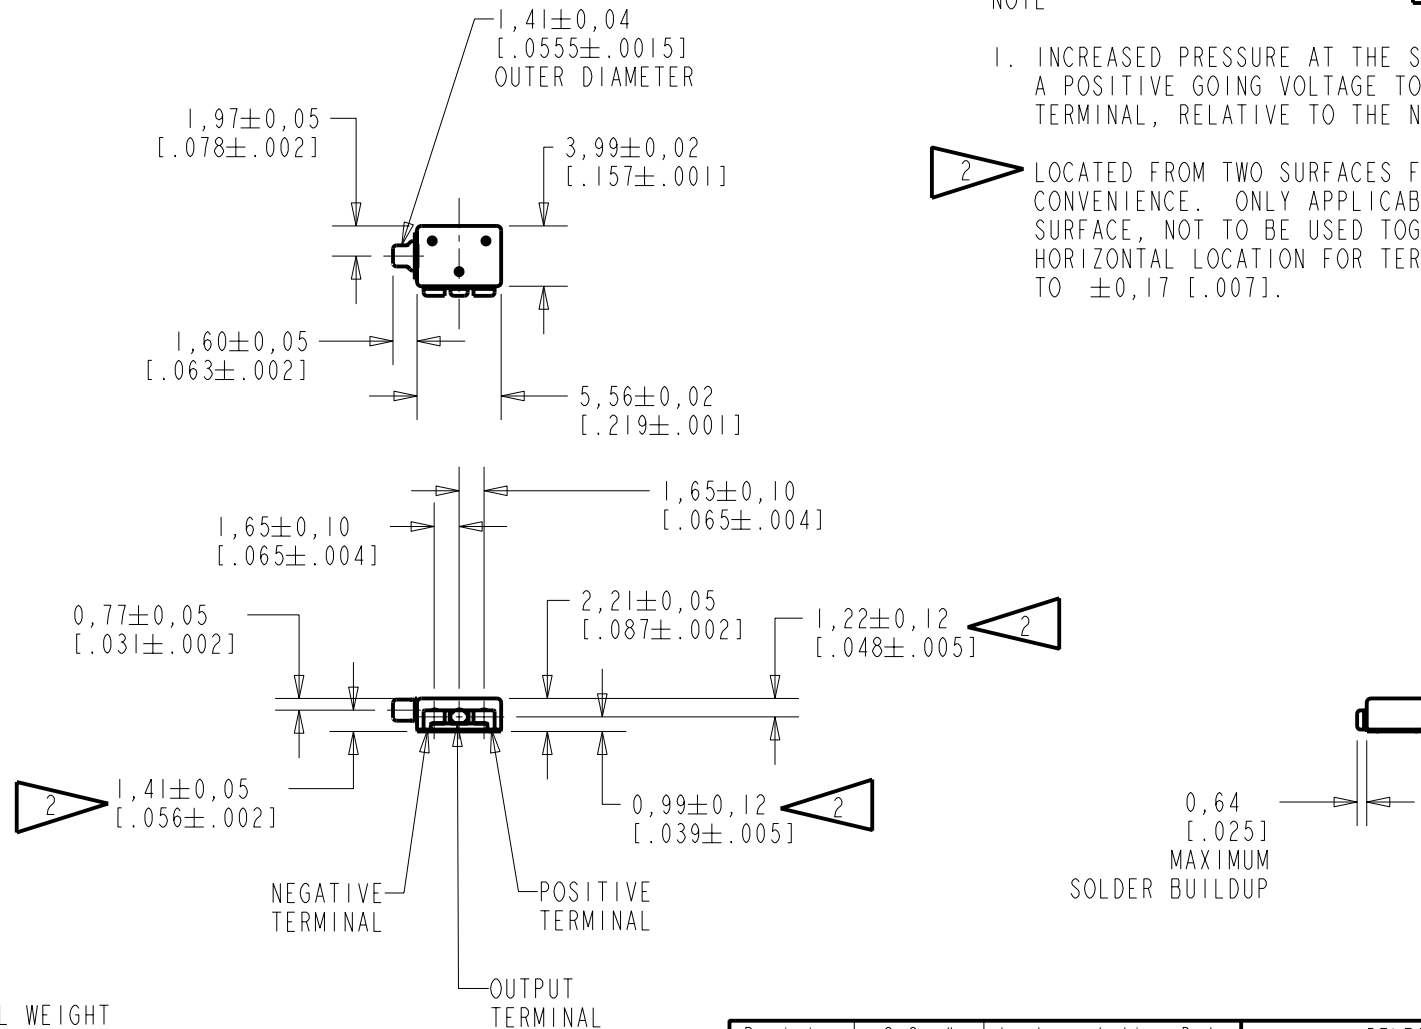 NOTE
1,41±0,04
[.0555±.0015]
OUTER DIAMETER
1. INCREASED PRESSURE AT THE S
A POSITIVE GOING VOLTAGE TO
TERMINAL, RELATIVE TO THE N
1,97±0,05
[.078±.002]
3,99±0,02
[.157±.001]
2
LOCATED FROM TWO SURFACES F
CONVENIENCE. ONLY APPLICAB
SURFACE, NOT TO BE USED TOG
HORIZONTAL LOCATION FOR TER
TO ±0,17 [.007].
1,60±0,05
[.063±.002]
5,56±0,02
[.219±.001]
1,65±0,10
[.065±.004]
1,65±0,10
[.065±.004]
0,77±0,05
[.031±.002]
2,21±0,05
[.087±.002]
1,22±0,12
[.048±.005]
2
2
1,41±0,05
[.056±.002]
0,99±0,12
[.039±.005]
2
0,64
[.025]
MAXIMUM
SOLDER BUILDUP
NEGATIVE
TERMINAL
POSITIVE
TERMINAL
OUTPUT
TERMINAL
L WEIGHT